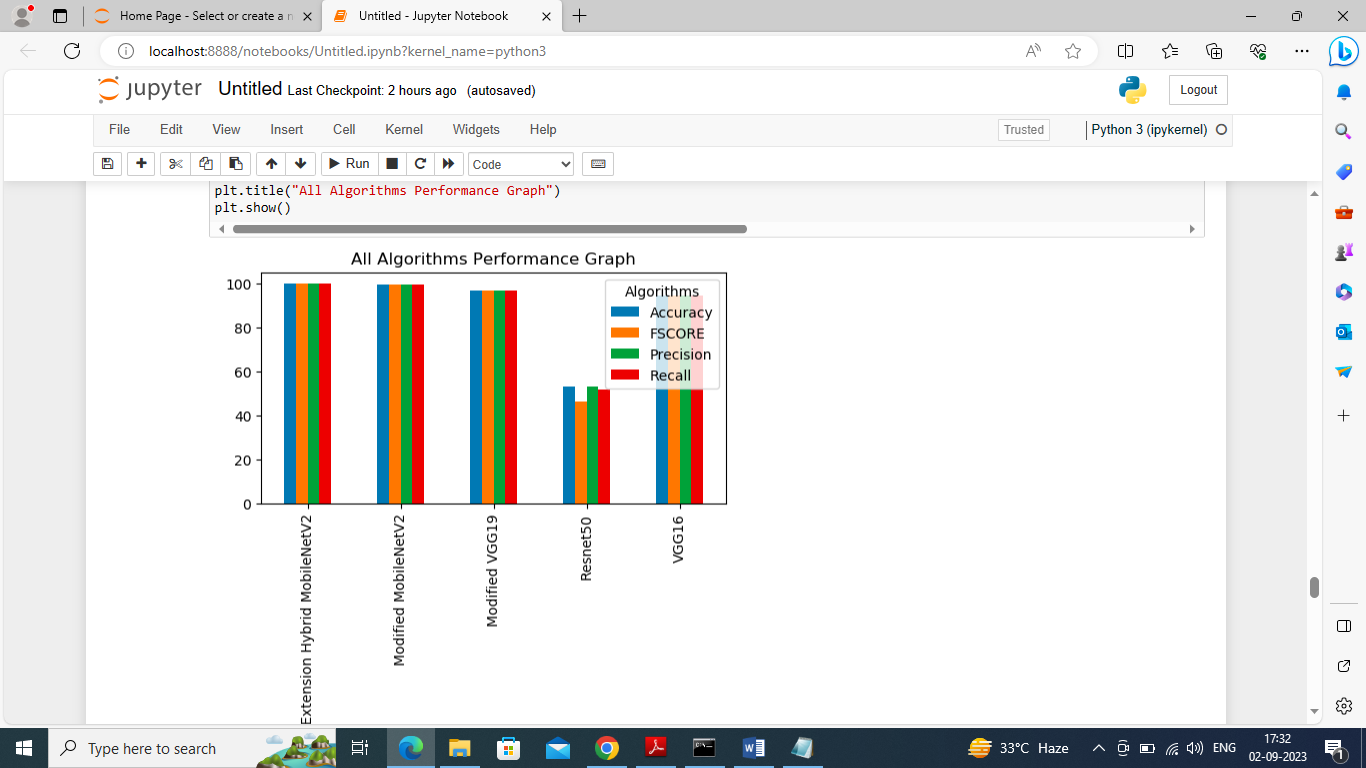 Home Page - Select or create a n
Untitled - Jupyter Notebook
localhost:8888/notebooks/Untitled.ipynb?kernel_name=python3
jupyter Untitled Last Checkpoint: 2 hours ago (autosaved)
Logout
File Edit View Insert Cell Kernel Widgets Help
Trusted
Python 3 (ipykernel)
Run
Code
plt.title("All Algorithms Performance Graph")
plt.show()
All Algorithms Performance Graph
100
80
60
40
20
0
Algorithms
Accuracy
FSCORE
Precision
Recall
Extension Hybrid MobileNetV2
Modified MobileNetV2
Modified VGG19
Resnet50
VGG16
Type here to search
33°C Haze
ENG
17:32
02-09-2023
1